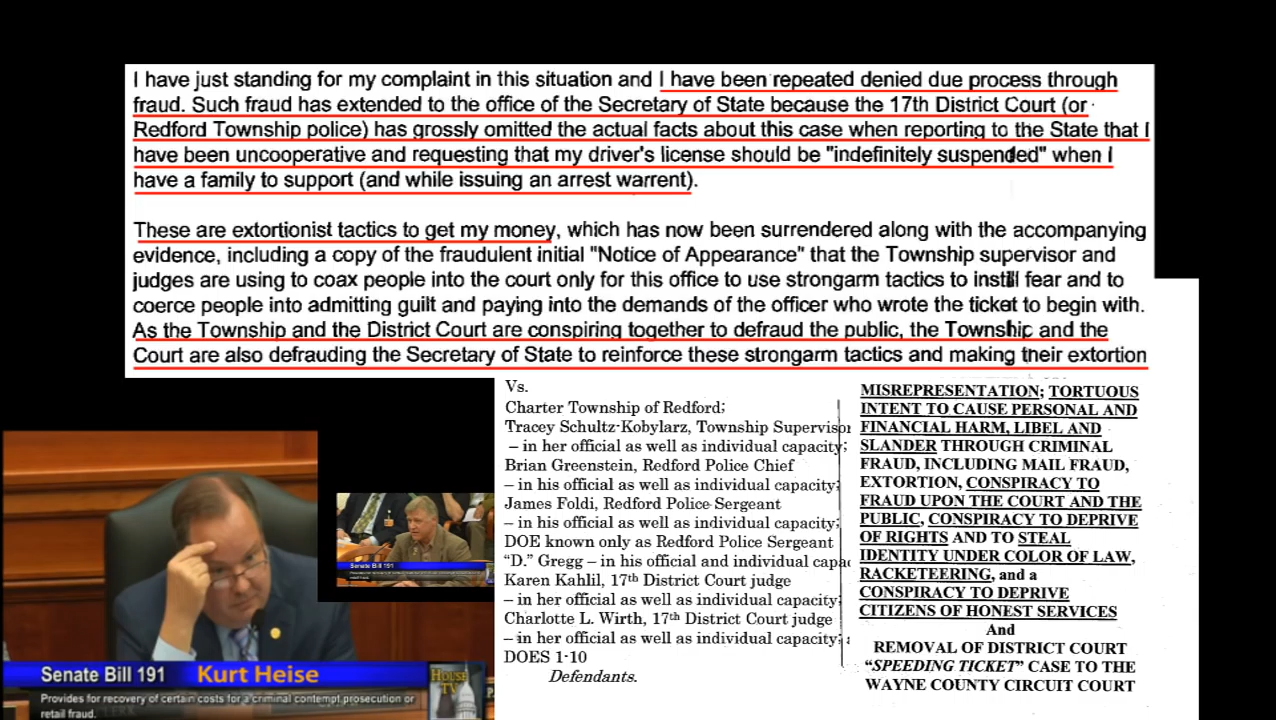 I have just standing for my complaint in this situation and I have been repeated denied due process through
fraud. Such fraud has extended to the office of the Secretary of State because the 17th District Court (or
Redford Township police) has grossly omitted the actual facts about this case when reporting to the State that I
have been uncooperative and requesting that my driver's license should be "indefinitely suspended" when I
have a family to support (and while issuing an arrest warrent).
These are extortionist tactics to get my money, which has now been surrendered along with the accompanying
evidence, including a copy of the fraudulent initial "Notice of Appearance" that the Township supervisor and
judges are using to coax people into the court only for this office to use strongarm tactics to instill fear and to
coerce people into admitting guilt and paying into the demands of the officer who wrote the ticket to begin with.
As the Township and the District Court are conspiring together to defraud the public, the Township and the
Court are also defrauding the Secretary of State to reinforce these strongarm tactics and making their extortion
Vs.
Charter Township of Redford;
Tracey Schultz-Kobylarz, Township Supervisor
– in her official as well as individual capacity;
Brian Greenstein, Redford Police Chief
– in his official as well as individual capacity;
James Foldi, Redford Police Sergeant
– in his official as well as individual capacity;
DOE known only as Redford Police Sergeant
“D.” Gregg – in his official and individual capac
Karen Kahlil, 17th District Court judge
– in her official as well as individual capacity;
Charlotte L. Wirth, 17th District Court judge
– in her official as well as individual capacity;
DOES 1-10
Defendants.
MISREPRESENTATION; TORTUOUS
INTENT TO CAUSE PERSONAL AND
FINANCIAL HARM, LIBEL AND
SLANDER THROUGH CRIMINAL
FRAUD, INCLUDING MAIL FRAUD,
EXTORTION, CONSPIRACY TO
FRAUD UPON THE COURT AND THE
PUBLIC, CONSPIRACY TO DEPRIVE
OF RIGHTS AND TO STEAL
IDENTITY UNDER COLOR OF LAW,
RACKETEERING, and a
CONSPIRACY TO DEPRIVE
CITIZENS OF HONEST SERVICES
And
REMOVAL OF DISTRICT COURT
“SPEEDING TICKET” CASE TO THE
WAYNE COUNTY CIRCUIT COURT
Senate Bill 191
Senate Bill 191 Kurt Heise
Provides for recovery of certain costs for a criminal contempt prosecution or
retail fraud.
HOUSE
TV